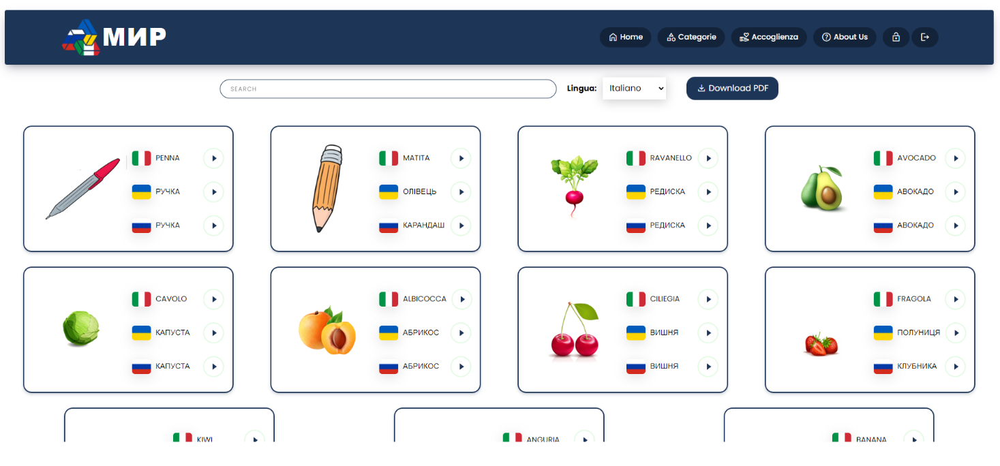 МИР
Home
Categorie
Accoglienza
About Us
SEARCH
Lingua:
Italiano
Download PDF
PENNA
РУЧКА
РУЧКА
MATITA
ОЛІВЕЦЬ
КАРАНДАШ
RAVANELLO
РЕДИСКА
РЕДИСКА
AVOCADO
АВОКАДО
АВОКАДО
CAVOLO
КАПУСТА
КАПУСТА
ALBICOCCA
АБРИКОС
АБРИКОС
CILIEGIA
ВИШНЯ
ВИШНЯ
FRAGOLA
ПОЛУНИЦЯ
КЛУБНИКА
KIWI
ANGURIA
BANANA